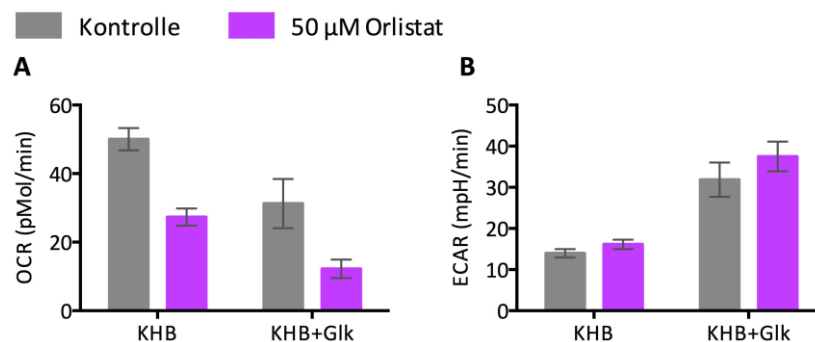 Kontrolle 50 µM Orlistat
A
OCR (pMol/min)
60
40
20
0
KHB KHB+Glk
B
ECAR (mpH/min)
50
40
30
20
10
0
KHB KHB+Glk